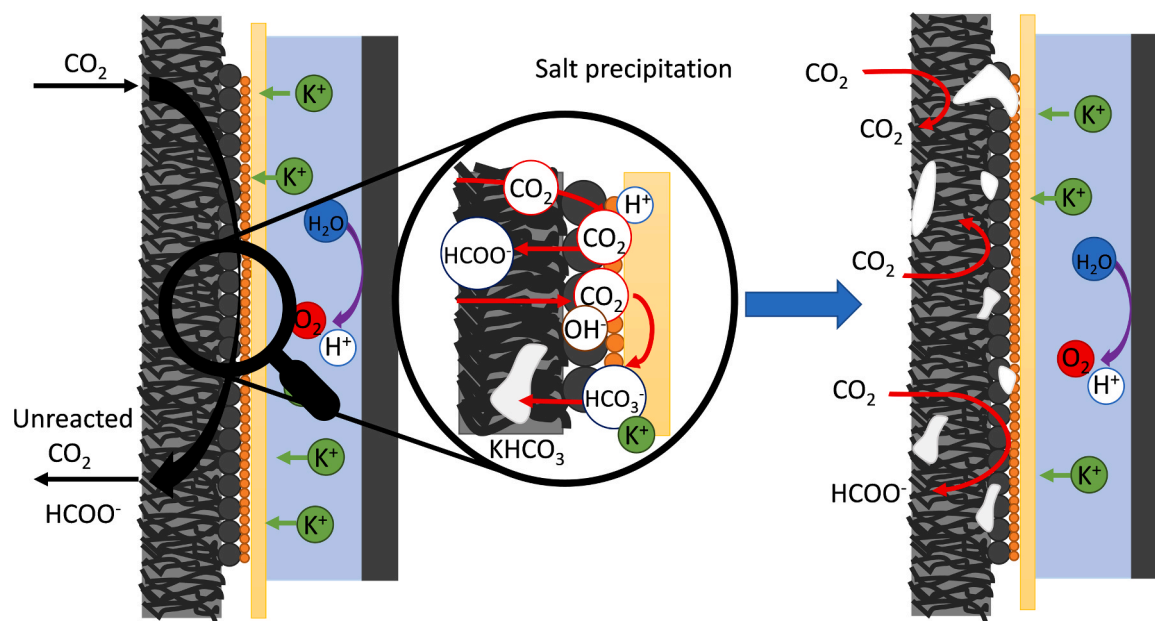 CO₂
K⁺
K⁺
H₂O
O₂
H⁺
K⁺
K⁺
Unreacted
CO₂
HCOO⁻
Salt precipitation
CO₂
H⁺
CO₂
HCOO⁻
CO₂
OH⁻
HCO₃⁻
K⁺
KHCO₃
CO₂
CO₂
K⁺
K⁺
CO₂
H₂O
O₂
H⁺
CO₂
HCOO⁻
K⁺